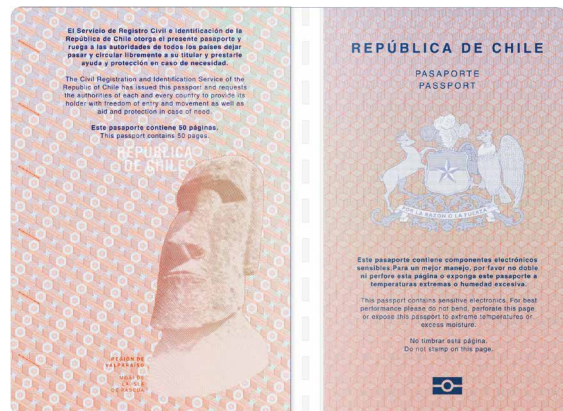 El Servicio de Registro Civil e Identificación de la
República de Chile otorga el presente pasaporte y
ruega a las autoridades de todos los países dejar
pasar y circular libremente a su titular y prestarle
ayuda y protección en caso de necesidad.
The Civil Registration and Identification Service of the
Republic of Chile has issued this passport and requests
the authorities of each and every country to provide its
holder with freedom of entry and movement as well as
aid and protection in case of need.
Este pasaporte contiene 50 páginas.
This passport contains 50 pages.
REPÚBLICA
DE CHILE
REGIÓN DE
VALPARAÍSO
MOAI DE
LA ISLA
DE PASCUA
REPÚBLICA DE CHILE
PASAPORTE
PASSPORT
POR LA RAZÓN O LA FUERZA
Este pasaporte contiene componentes electrónicos
sensibles. Para un mejor manejo, por favor no doble
ni perfore esta página o exponga este pasaporte a
temperaturas extremas o humedad excesiva.
This passport contains sensitive electronics. For best
performance please do not bend, perforate this page
or expose this passport to extreme temperatures or
excess moisture.
No timbrar esta página.
Do not stamp on this page.